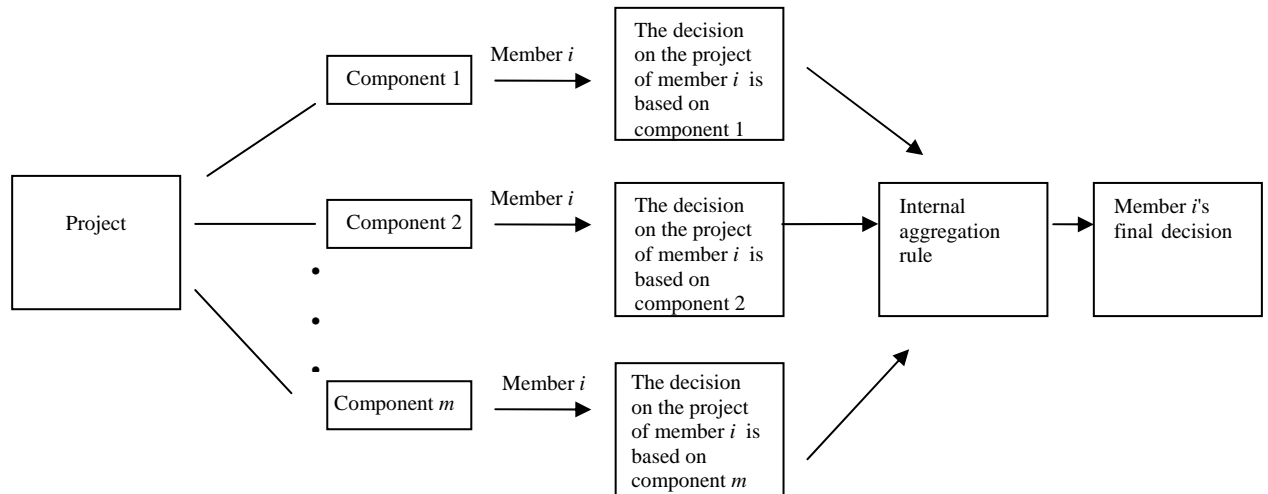 Project
Component 1
Member i
The decision
on the project
of member i is
based on
component 1
Component 2
Member i
The decision
on the project
of member i is
based on
component 2
Component m
Member i
The decision
on the project
of member i is
based on
component m
Internal
aggregation
rule
Member i's
final decision